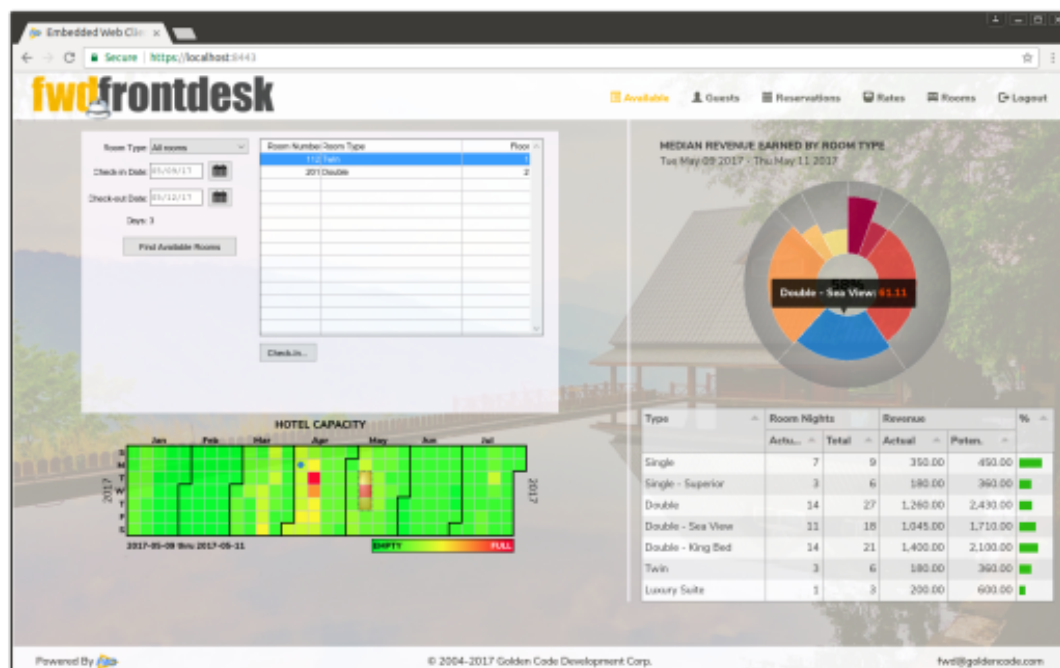 Embedded Web Clie
Secure | https://localhost:8443
fwdfrontdesk
Available Guests Reservations Rates Rooms Logout
Room Type: All rooms
Check-in Date: 05/09/17
Check-out Date: 05/12/17
Days: 3
Find Available Rooms
Room Number Room Type Floor
112 Twin 1
201 Double 2
Check-in...
MEDIAN REVENUE EARNED BY ROOM TYPE
Tue May 09 2017 - Thu May 11 2017
58%
Double - Sea View: 61.11
HOTEL CAPACITY
Jan Feb Mar Apr May Jun Jul
S
M
T
W
T
F
S
2017
2017
2017-05-09 thru 2017-05-11
EMPTY FULL
Type Room Nights Revenue %
Actu... Total Actual Poten.
Single 7 9 350.00 450.00
Single - Superior 3 6 180.00 360.00
Double 14 27 1,260.00 2,430.00
Double - Sea View 11 18 1,045.00 1,710.00
Double - King Bed 14 21 1,400.00 2,100.00
Twin 3 6 180.00 360.00
Luxury Suite 1 3 200.00 600.00
Powered By
© 2004-2017 Golden Code Development Corp.
fwd@goldencode.com